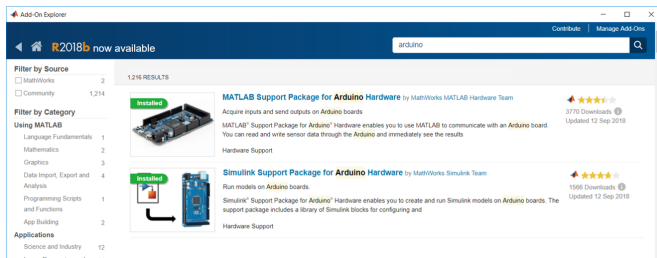 Add-On Explorer
Contribute | Manage Add-Ons
R2018b now available
arduino
Filter by Source
MathWorks 2
Community 1,214
1,216 RESULTS
Filter by Category
Using MATLAB
Language Fundamentals 1
Mathematics 2
Graphics 3
Data Import, Export and 4
Analysis
Programming Scripts 1
and Functions
App Building 2
Applications
Science and Industry 12
Installed
MATLAB Support Package for Arduino Hardware by MathWorks MATLAB Hardware Team
Acquire inputs and send outputs on Arduino boards
MATLAB® Support Package for Arduino® Hardware enables you to use MATLAB to communicate with an Arduino board.
You can read and write sensor data through the Arduino and immediately see the results
Hardware Support
3770 Downloads
Updated 12 Sep 2018
Installed
Simulink Support Package for Arduino Hardware by MathWorks Simulink Team
Run models on Arduino boards.
Simulink® Support Package for Arduino® Hardware enables you to create and run Simulink models on Arduino boards. The
support package includes a library of Simulink blocks for configuring and
Hardware Support
1566 Downloads
Updated 12 Sep 2018